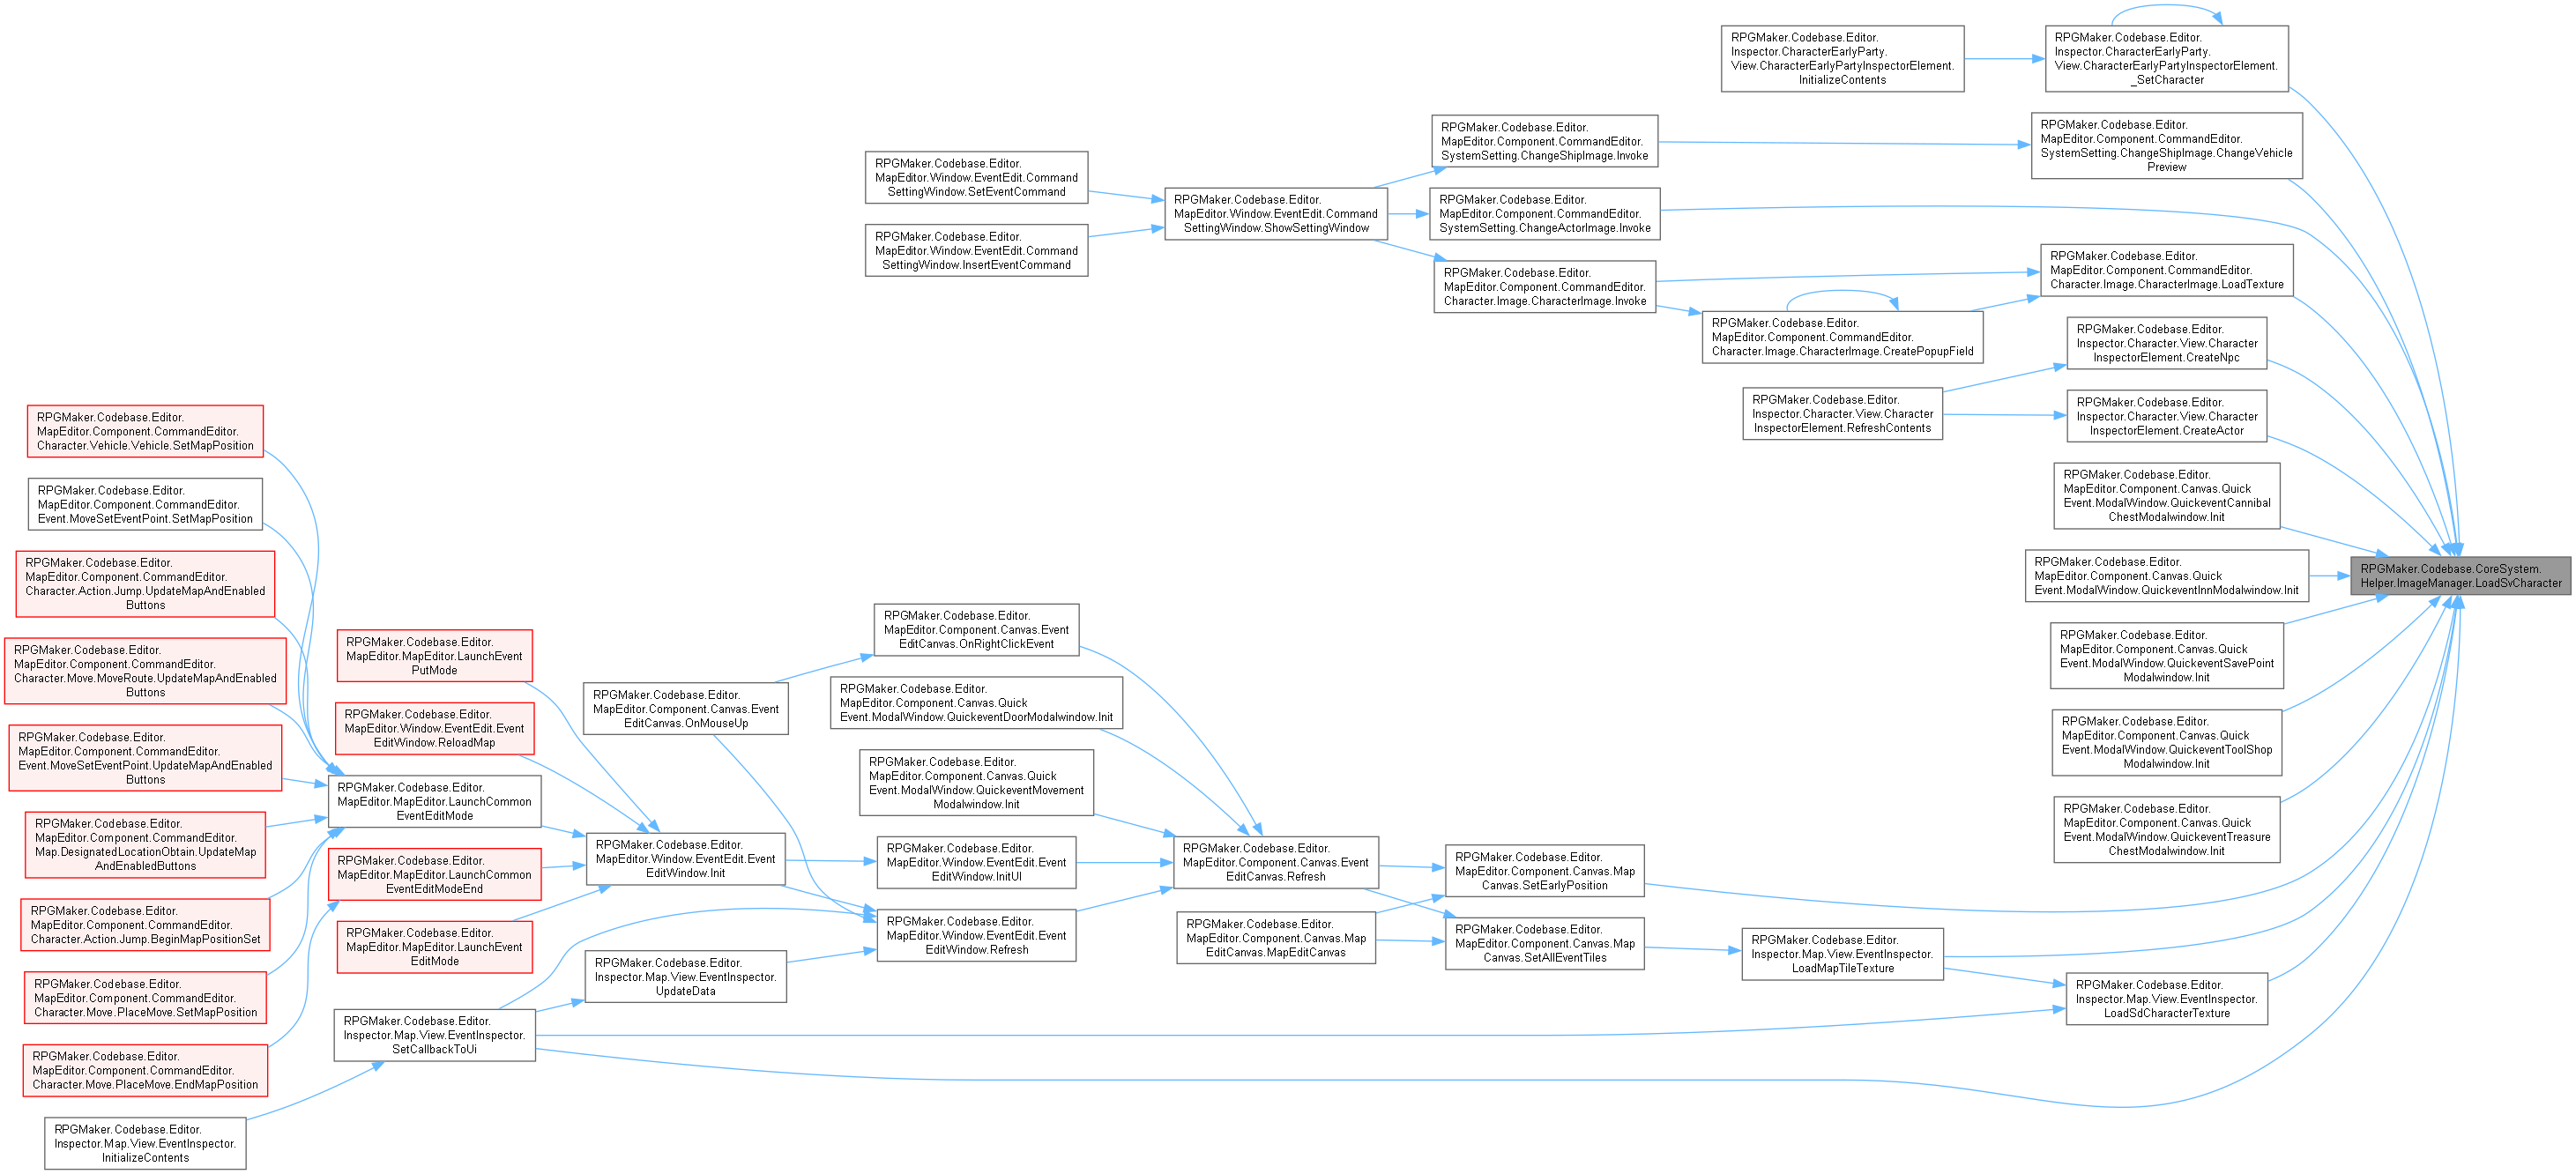 RPGMaker.Codebase.Editor.
Inspector.CharacterEarlyParty.
View.CharacterEarlyPartyInspectorElement.
InitializeContents
RPGMaker.Codebase.Editor.
Inspector.CharacterEarlyParty.
View.CharacterEarlyPartyInspectorElement.
_SetCharacter
RPGMaker.Codebase.Editor.
MapEditor.Component.CommandEditor.
SystemSetting.ChangeShipImage.Invoke
RPGMaker.Codebase.Editor.
MapEditor.Component.CommandEditor.
SystemSetting.ChangeShipImage.ChangeVehicle
Preview
RPGMaker.Codebase.Editor.
MapEditor.Window.EventEdit.Command
SettingWindow.SetEventCommand
RPGMaker.Codebase.Editor.
MapEditor.Window.EventEdit.Command
SettingWindow.ShowSettingWindow
RPGMaker.Codebase.Editor.
MapEditor.Component.CommandEditor.
SystemSetting.ChangeActorImage.Invoke
RPGMaker.Codebase.Editor.
MapEditor.Window.EventEdit.Command
SettingWindow.InsertEventCommand
RPGMaker.Codebase.Editor.
MapEditor.Component.CommandEditor.
Character.Image.CharacterImage.Invoke
RPGMaker.Codebase.Editor.
MapEditor.Component.CommandEditor.
Character.Image.CharacterImage.LoadTexture
RPGMaker.Codebase.Editor.
MapEditor.Component.CommandEditor.
Character.Image.CharacterImage.CreatePopupField
RPGMaker.Codebase.Editor.
Inspector.Character.View.Character
InspectorElement.CreateNpc
RPGMaker.Codebase.Editor.
Inspector.Character.View.Character
InspectorElement.RefreshContents
RPGMaker.Codebase.Editor.
Inspector.Character.View.Character
InspectorElement.CreateActor
RPGMaker.Codebase.Editor.
MapEditor.Component.CommandEditor.
Character.Vehicle.Vehicle.SetMapPosition
RPGMaker.Codebase.Editor.
MapEditor.Component.CommandEditor.
Event.MoveSetEventPoint.SetMapPosition
RPGMaker.Codebase.Editor.
MapEditor.Component.Canvas.Quick
Event.ModalWindow.QuickeventCannibal
ChestModalwindow.Init
RPGMaker.Codebase.Editor.
MapEditor.Component.CommandEditor.
Character.Action.Jump.UpdateMapAndEnabled
Buttons
RPGMaker.Codebase.Editor.
MapEditor.Component.Canvas.Quick
Event.ModalWindow.QuickeventInnModalwindow.Init
RPGMaker.Codebase.CoreSystem.
Helper.ImageManager.LoadSvCharacter
RPGMaker.Codebase.Editor.
MapEditor.Component.CommandEditor.
Character.Move.MoveRoute.UpdateMapAndEnabled
Buttons
RPGMaker.Codebase.Editor.
MapEditor.MapEditor.LaunchEvent
PutMode
RPGMaker.Codebase.Editor.
MapEditor.Component.Canvas.Event
EditCanvas.OnRightClickEvent
RPGMaker.Codebase.Editor.
MapEditor.Component.Canvas.Quick
Event.ModalWindow.QuickeventSavePoint
Modalwindow.Init
RPGMaker.Codebase.Editor.
MapEditor.Component.CommandEditor.
Event.MoveSetEventPoint.UpdateMapAndEnabled
Buttons
RPGMaker.Codebase.Editor.
MapEditor.Window.EventEdit.Event
EditWindow.ReloadMap
RPGMaker.Codebase.Editor.
MapEditor.Component.Canvas.Event
EditCanvas.OnMouseUp
RPGMaker.Codebase.Editor.
MapEditor.Component.Canvas.Quick
Event.ModalWindow.QuickeventDoorModalwindow.Init
RPGMaker.Codebase.Editor.
MapEditor.Component.Canvas.Quick
Event.ModalWindow.QuickeventToolShop
Modalwindow.Init
RPGMaker.Codebase.Editor.
MapEditor.Component.Canvas.Quick
Event.ModalWindow.QuickeventMovement
Modalwindow.Init
RPGMaker.Codebase.Editor.
MapEditor.MapEditor.LaunchCommon
EventEditMode
RPGMaker.Codebase.Editor.
MapEditor.Component.Canvas.Quick
Event.ModalWindow.QuickeventTreasure
ChestModalwindow.Init
RPGMaker.Codebase.Editor.
MapEditor.Component.CommandEditor.
Map.DesignatedLocationObtain.UpdateMap
AndEnabledButtons
RPGMaker.Codebase.Editor.
MapEditor.MapEditor.LaunchCommon
EventEditModeEnd
RPGMaker.Codebase.Editor.
MapEditor.Window.EventEdit.Event
EditWindow.Init
RPGMaker.Codebase.Editor.
MapEditor.Window.EventEdit.Event
EditWindow.InitUI
RPGMaker.Codebase.Editor.
MapEditor.Component.Canvas.Event
EditCanvas.Refresh
RPGMaker.Codebase.Editor.
MapEditor.Component.Canvas.Map
Canvas.SetEarlyPosition
RPGMaker.Codebase.Editor.
MapEditor.Component.CommandEditor.
Character.Action.Jump.BeginMapPositionSet
RPGMaker.Codebase.Editor.
MapEditor.MapEditor.LaunchEvent
EditMode
RPGMaker.Codebase.Editor.
MapEditor.Window.EventEdit.Event
EditWindow.Refresh
RPGMaker.Codebase.Editor.
MapEditor.Component.Canvas.Map
EditCanvas.MapEditCanvas
RPGMaker.Codebase.Editor.
MapEditor.Component.Canvas.Map
Canvas.SetAllEventTiles
RPGMaker.Codebase.Editor.
Inspector.Map.View.EventInspector.
LoadMapTileTexture
RPGMaker.Codebase.Editor.
MapEditor.Component.CommandEditor.
Character.Move.PlaceMove.SetMapPosition
RPGMaker.Codebase.Editor.
Inspector.Map.View.EventInspector.
UpdateData
RPGMaker.Codebase.Editor.
Inspector.Map.View.EventInspector.
LoadSdCharacterTexture
RPGMaker.Codebase.Editor.
Inspector.Map.View.EventInspector.
SetCallbackToUi
RPGMaker.Codebase.Editor.
MapEditor.Component.CommandEditor.
Character.Move.PlaceMove.EndMapPosition
RPGMaker.Codebase.Editor.
Inspector.Map.View.EventInspector.
InitializeContents